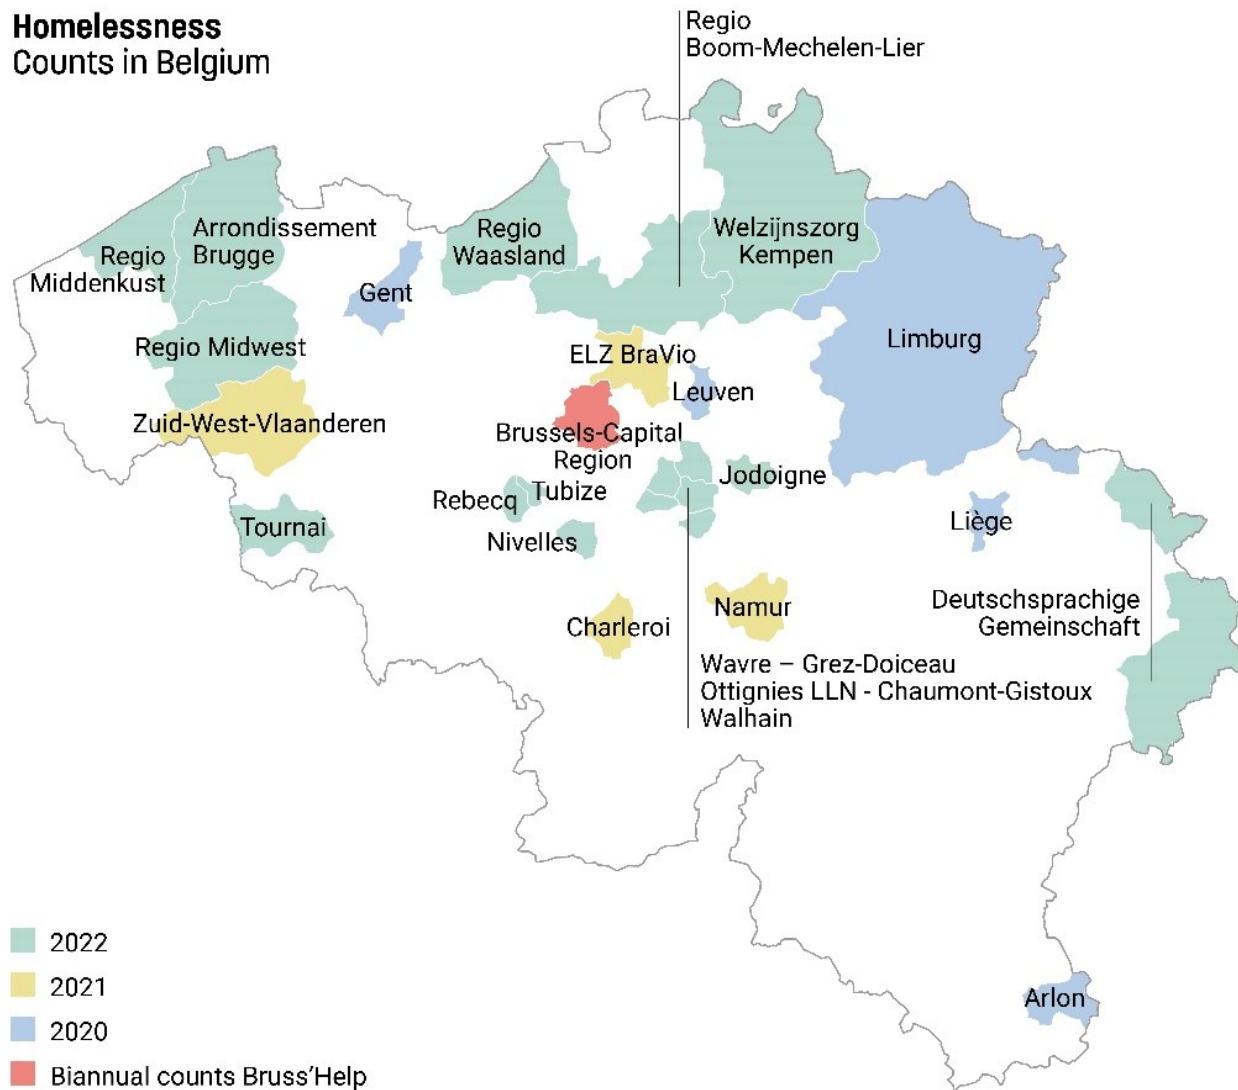 Homelessness
Counts in Belgium
Regio
Boom-Mechelen-Lier
Arrondissement
Brugge
Regio
Middenkust
Gent
Regio
Waasland
Welzijnszorg
Kempen
Regio Midwest
Limburg
ELZ BraVio
Leuven
Zuid-West-Vlaanderen
Brussels-Capital
Region
Jodoigne
Rebecq
Tubize
Tournai
Nivelles
Liège
Charleroi
Namur
Deutschsprachige
Gemeinschaft
Wavre – Grez-Doiceau
Ottignies LLN - Chaumont-Gistoux
Walhain
2022
2021
2020
Biannual counts Bruss'Help
Arlon